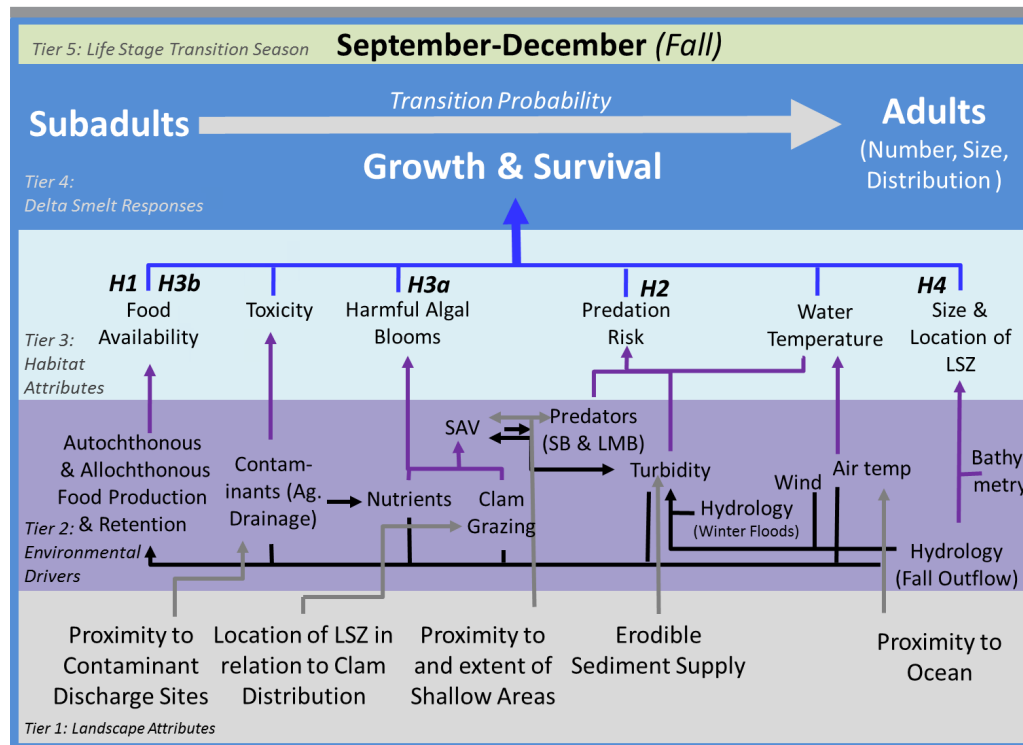 Tier 5: Life Stage Transition Season
September-December (Fall)
Transition Probability
Subadults
Adults
(Number, Size,
Distribution )
Growth & Survival
Tier 4:
Delta Smelt Responses
H1 H3b
H3a
H2
H4
Food
Availability
Toxicity
Harmful Algal
Blooms
Predation
Risk
Water
Temperature
Size &
Location of
LSZ
Tier 3:
Habitat
Attributes
Autochthonous
& Allochthonous
Food Production
& Retention
Contam-
inants (Ag.
Drainage)
Nutrients
SAV
Clam
Grazing
Predators
(SB & LMB)
Turbidity
Hydrology
(Winter Floods)
Wind
Air temp
Bathy
metry
Hydrology
(Fall Outflow)
Tier 2:
Environmental
Drivers
Proximity to
Contaminant
Discharge Sites
Location of LSZ in
relation to Clam
Distribution
Proximity to
and extent of
Shallow Areas
Erodible
Sediment Supply
Proximity to
Ocean
Tier 1: Landscape Attributes